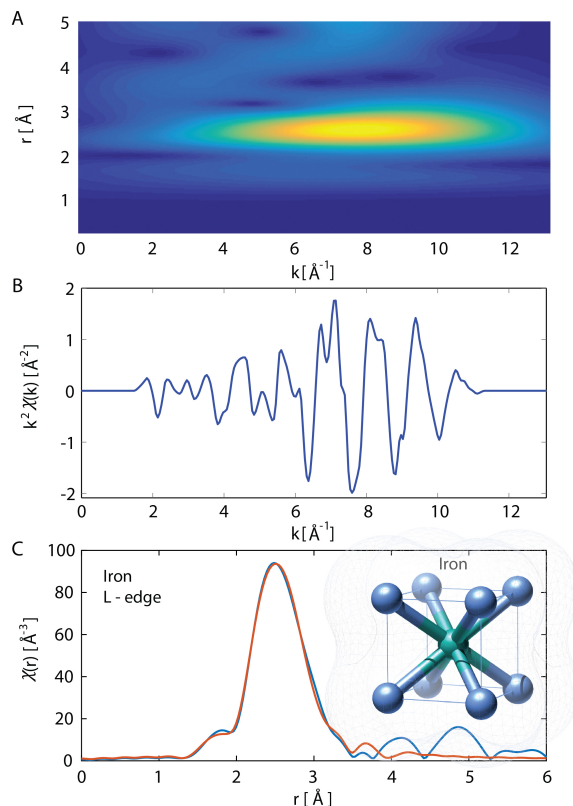 A
5
4
3
2
1
r [ Å]
0 2 4 6 8 10 12
k[ Å⁻¹]
B
2
1
0
-1
-2
k² χ(k) [Å⁻²]
0 2 4 6 8 10 12
k[Å⁻¹]
C
100
80
60
40
20
0
χ(r) [Å⁻³]
Iron
L - edge
Iron
0 1 2 3 4 5 6
r [ Å]